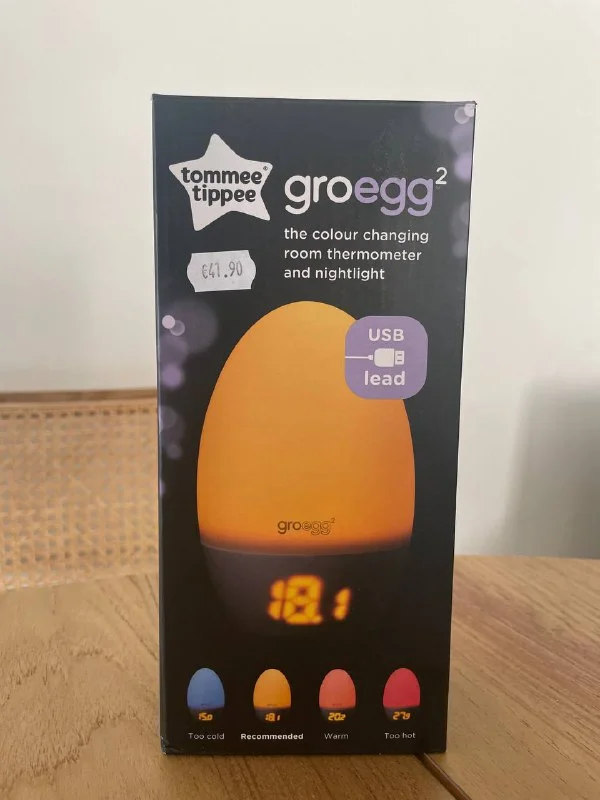 tommee®
tippee
groegg²
the colour changing
room thermometer
and nightlight
€41.90
USB
lead
groegg²
18.1
15.0
18.1
20.2
27.9
Too cold
Recommended
Warm
Too hot